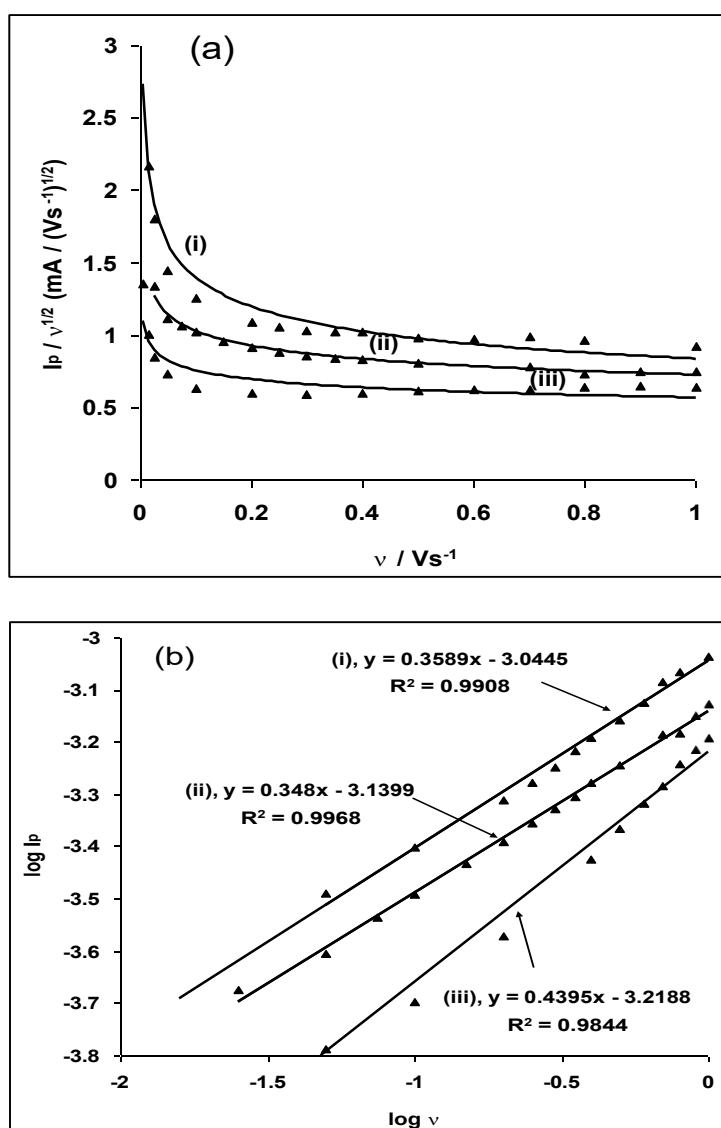 (a)
3
2.5
2
1.5
1
0.5
0
Ip / ν1/2 (mA / (Vs-1)1/2)
(i)
(ii)
(iii)
0 0.2 0.4 0.6 0.8 1
ν / Vs-1
(b)
-3
-3.1
-3.2
-3.3
-3.4
-3.5
-3.6
-3.7
-3.8
log Ip
(i), y = 0.3589x - 3.0445
R² = 0.9908
(ii), y = 0.348x - 3.1399
R² = 0.9968
(iii), y = 0.4395x - 3.2188
R² = 0.9844
-2 -1.5 -1 -0.5 0
log ν